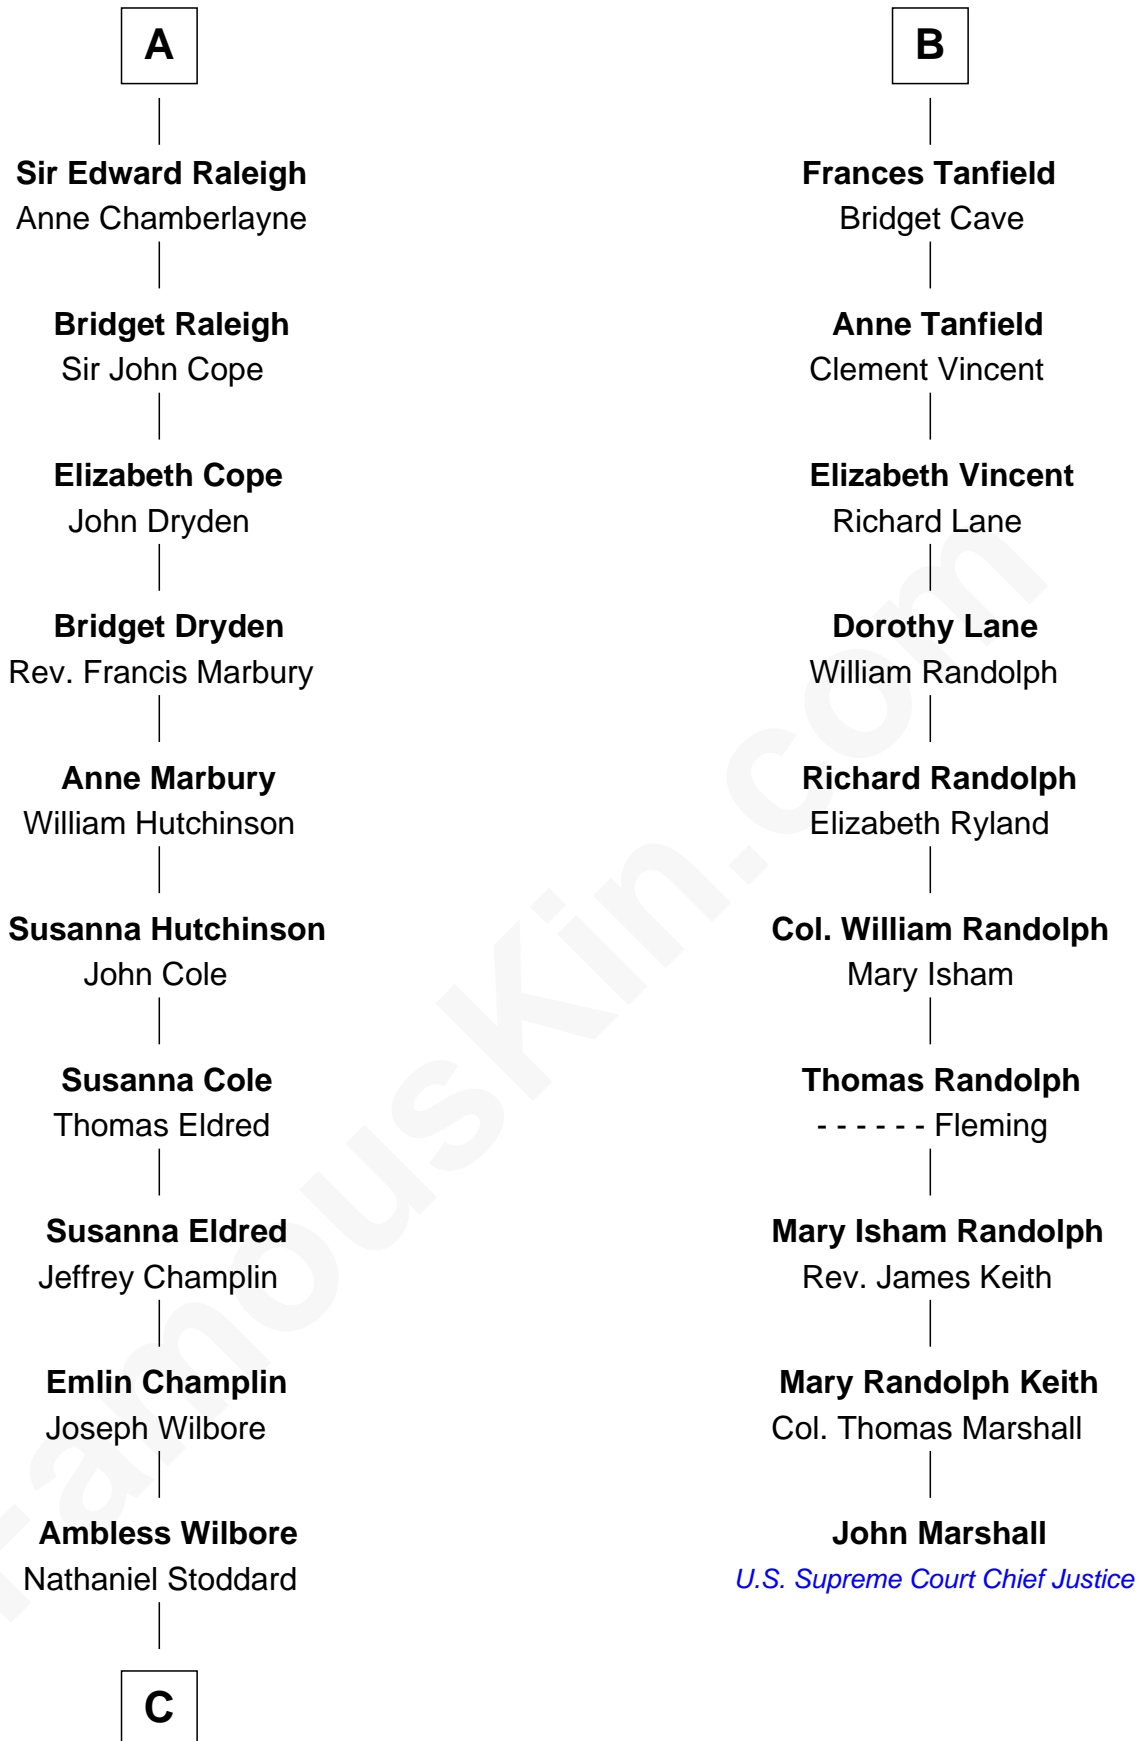 A
Sir Edward Raleigh
Anne Chamberlayne
Bridget Raleigh
Sir John Cope
Elizabeth Cope
John Dryden
Bridget Dryden
Rev. Francis Marbury
Anne Marbury
William Hutchinson
Susanna Hutchinson
John Cole
Susanna Cole
Thomas Eldred
Susanna Eldred
Jeffrey Champlin
Emlin Champlin
Joseph Wilbore
Ambless Wilbore
Nathaniel Stoddard
C
B
Frances Tanfield
Bridget Cave
Anne Tanfield
Clement Vincent
Elizabeth Vincent
Richard Lane
Dorothy Lane
William Randolph
Richard Randolph
Elizabeth Ryland
Col. William Randolph
Mary Isham
Thomas Randolph
- - - - - - Fleming
Mary Isham Randolph
Rev. James Keith
Mary Randolph Keith
Col. Thomas Marshall
John Marshall
U.S. Supreme Court Chief Justice
FamousKin.com